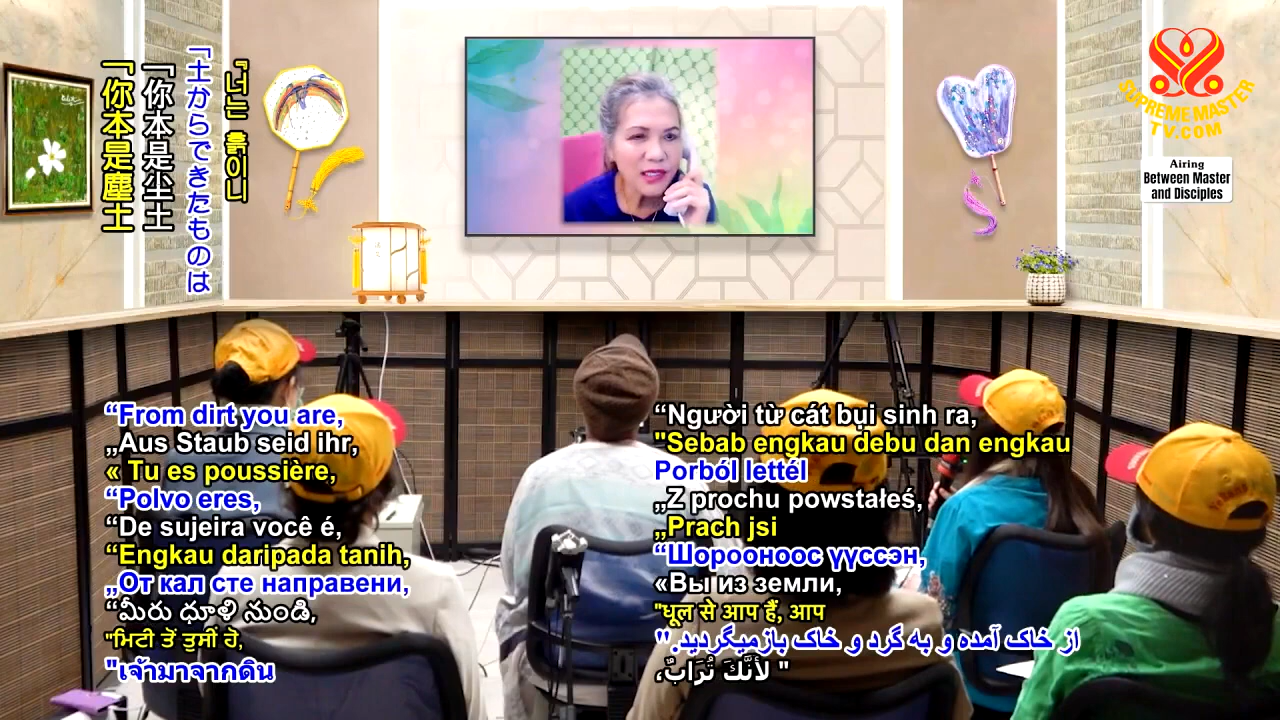 『너는 흙이니
「土からできたものは
「你本是尘土
「你本是塵土
SUPREME MASTER
TV.COM
Airing
Between Master
and Disciples
“From dirt you are,
„Aus Staub seid ihr,
« Tu es poussière,
“Polvo eres,
“De sujeira você é,
“Engkau daripada tanih,
„От кал сте направени,
“మీరు ధూళి నుండి,
"ਮਿਟੀ ਤੋਂ ਤੁਸੀਂ ਹੋ,
"เจ้ามาจากดิน
“Người từ cát bụi sinh ra,
"Sebab engkau debu dan engkau
Porból lettél
„Z prochu powstałeś,
„Prach jsi
“Шорооноос үүссэн,
«Вы из земли,
"धूल से आप हैं, आप
از خاک آمده و به گرد و خاک بازمیگردید."
" لأَنَّكَ تُرَابٌ،